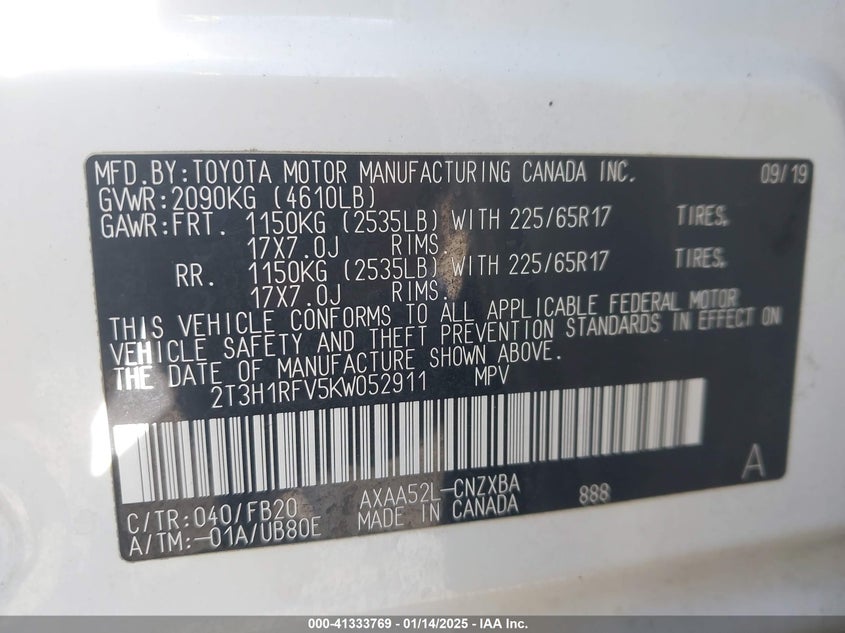 MFD.BY:TOYOTA MOTOR MANUFACTURING CANADA INC. 09/19
GVWR:2090KG (4610LB)
GAWR:FRT. 1150KG (2535LB) WITH 225/65R17 TIRES,
17X7.0J RIMS.
RR. 1150KG (2535LB) WITH 225/65R17 TIRES,
17X7.0J RIMS.
THIS VEHICLE CONFORMS TO ALL APPLICABLE FEDERAL MOTOR
VEHICLE SAFETY AND THEFT PREVENTION STANDARDS IN EFFECT ON
THE DATE OF MANUFACTURE SHOWN ABOVE.
2T3H1RFV5KW052911 MPV
A
C/TR:040/FB20 AXAA52L-CNZXBA 888
A/TM:-01A/UB80E MADE IN CANADA
000-41333769 - 01/14/2025 - IAA Inc.